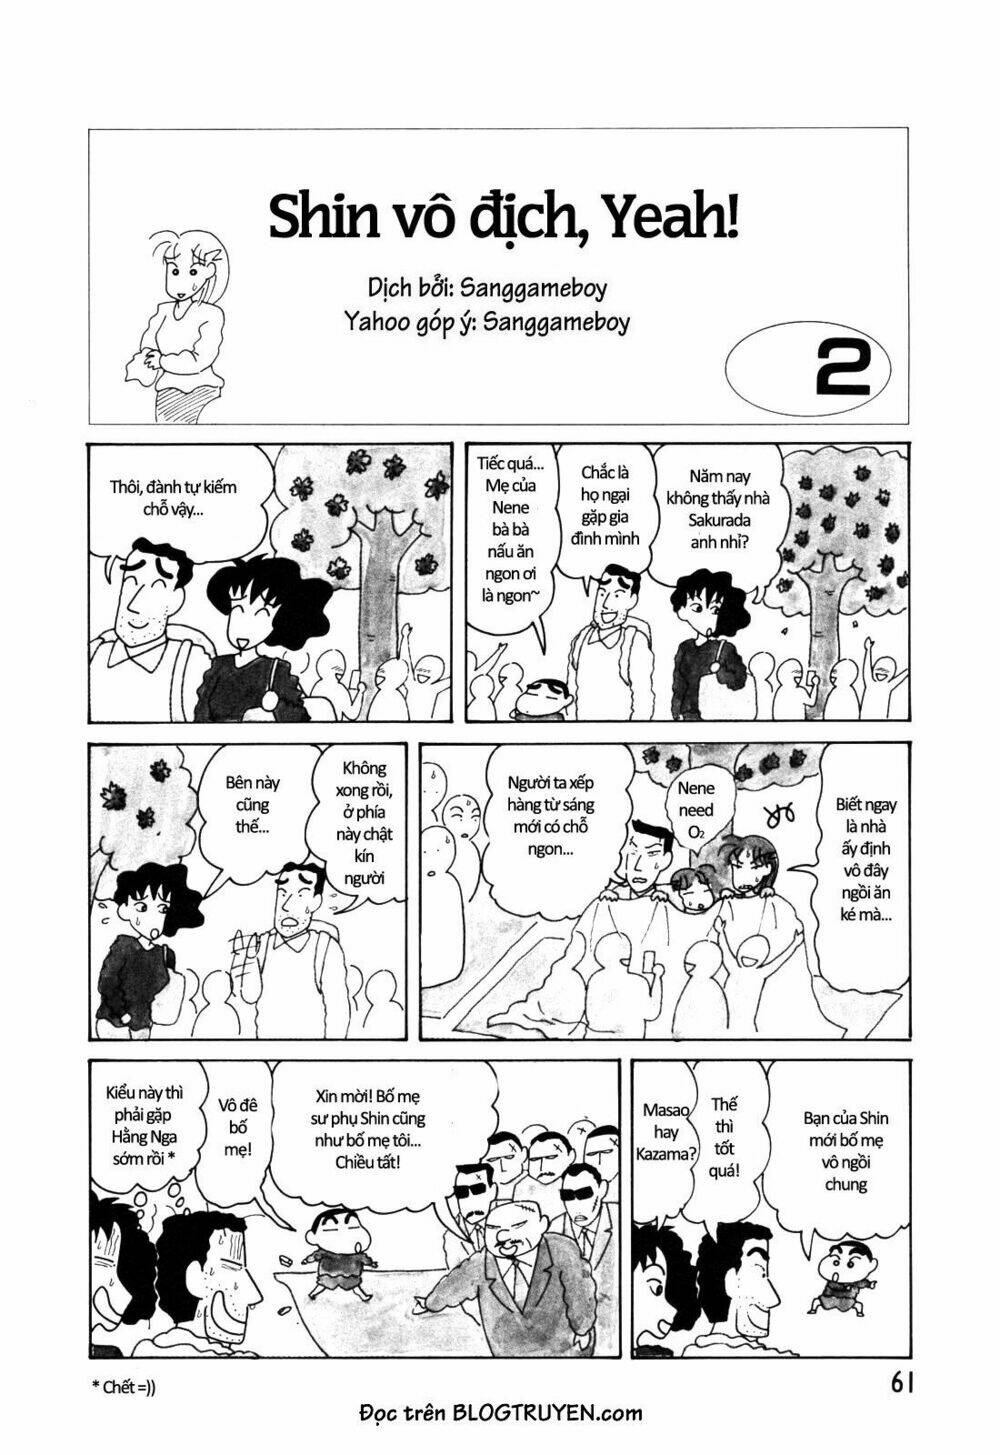 Shin vô địch, Yeah!
Dịch bởi: Sanggameboy
Yahoo góp ý: Sanggameboy
2
Năm nay
không thấy nhà
Sakurada
anh nhỉ?
Chắc là
họ ngại
gặp gia
đình mình
Tiếc quá...
Mẹ của
Nene
bà bà
nấu ăn
ngon ơi
là ngon~
Thôi, đành tự kiếm
chỗ vậy...
Biết ngay
là nhà
ấy định
vô đây
ngồi ăn
ké mà...
Nene
need
O₂
Người ta xếp
hàng từ sáng
mới có chỗ
ngon...
Không
xong rồi,
ở phía
này chật
kín
người
Bên này
cũng
thế...
Bạn của Shin
mới bố mẹ
vô ngồi
chung
Thế
thì
tốt
quá!
Masao
hay
Kazama?
Xin mời! Bố mẹ
sư phụ Shin cũng
như bố mẹ tôi...
Chiều tất!
Vô đê
bố
mẹ!
Kiểu này thì
phải gặp
Hằng Nga
sớm rồi *
* Chết =))
61
Đọc trên BLOGTRUYEN.com